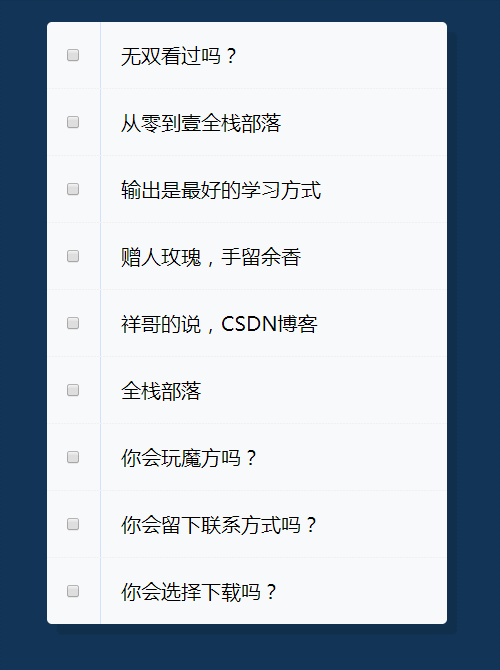 无双看过吗？
从零到壹全栈部落
输出是最好的学习方式
赠人玫瑰，手留余香
祥哥的说，CSDN博客
全栈部落
你会玩魔方吗？
你会留下联系方式吗？
你会选择下载吗？